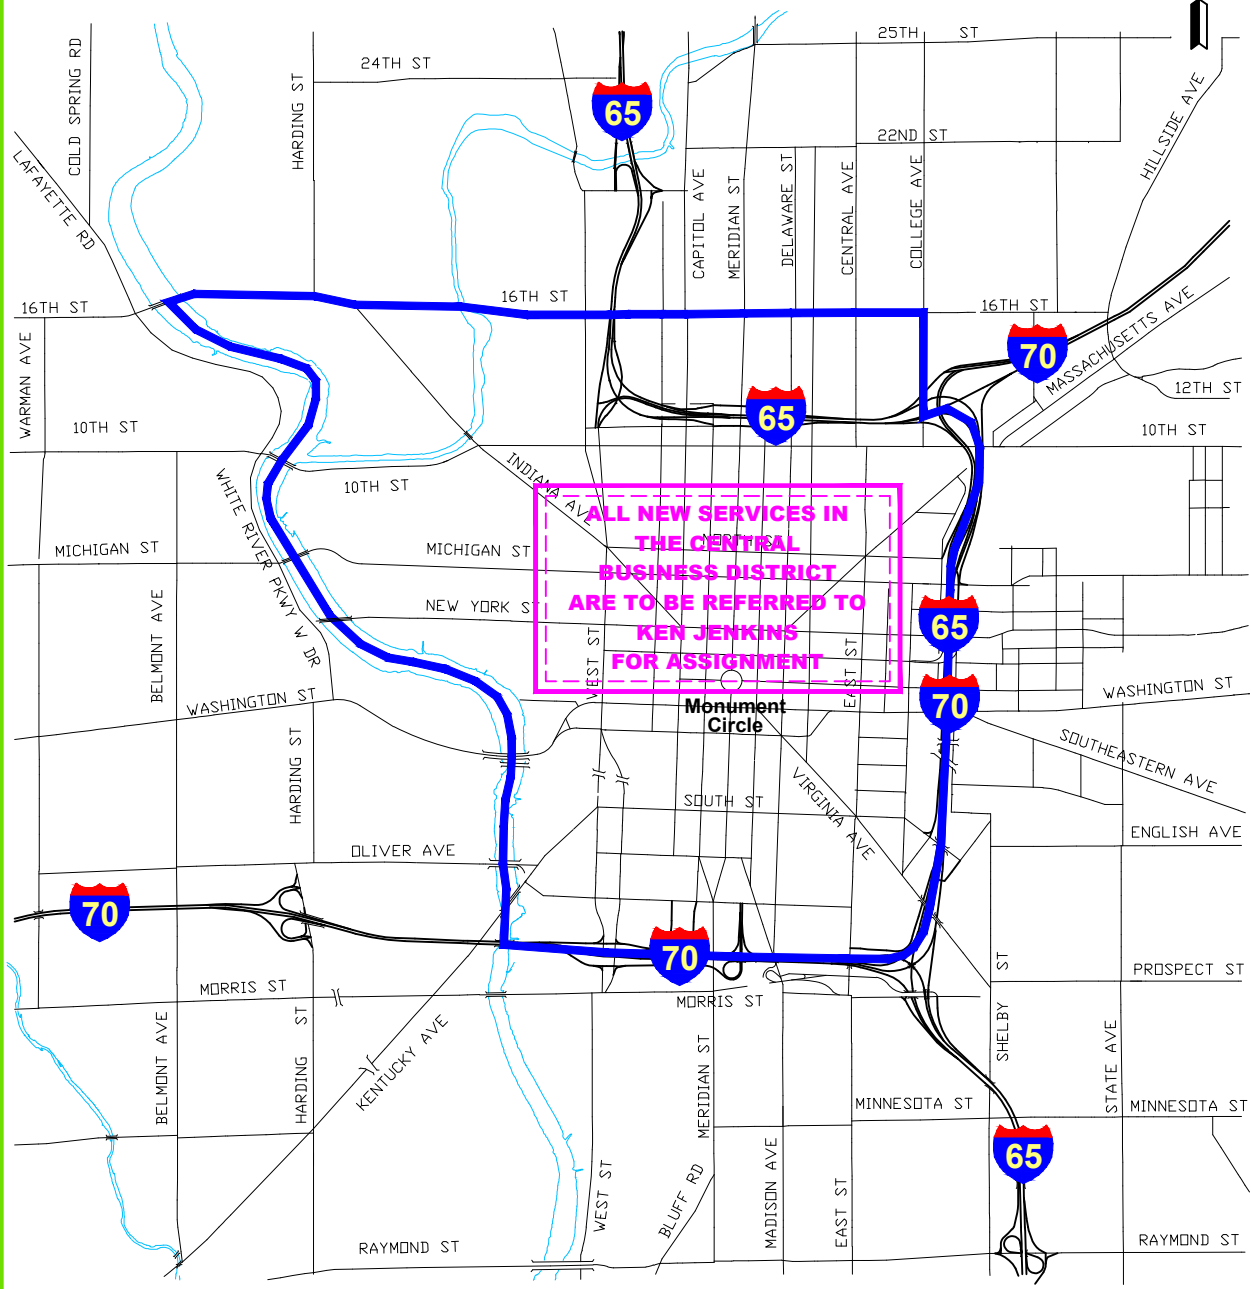 25TH ST
24TH ST
COLD SPRING RD
HARDING ST
65
22ND ST
HILLSIDE AVE
LAFAYETTE RD
CAPITOL AVE
MERIDIAN ST
DELAWARE ST
CENTRAL AVE
COLLEGE AVE
16TH ST
16TH ST
16TH ST
MASSACHUSETTS AVE
70
WARMAN AVE
12TH ST
65
10TH ST
10TH ST
10TH ST
INDIANA AVE
WHITE RIVER PKWY W DR
ALL NEW SERVICES IN
THE CENTRAL
BUSINESS DISTRICT
ARE TO BE REFERRED TO
KEN JENKINS
FOR ASSIGNMENT
NORTH ST
MICHIGAN ST
MICHIGAN ST
NEW YORK ST
BELMONT AVE
WEST ST
EAST ST
65
70
WASHINGTON ST
WASHINGTON ST
Monument
Circle
HARDING ST
SOUTHEASTERN AVE
VIRGINIA AVE
SOUTH ST
ENGLISH AVE
OLIVER AVE
70
70
PROSPECT ST
MORRIS ST
MORRIS ST
SHELBY ST
BELMONT AVE
HARDING ST
KENTUCKY AVE
MERIDIAN ST
STATE AVE
MINNESOTA ST
MINNESOTA ST
65
WEST ST
BLUFF RD
MADISON AVE
EAST ST
RAYMOND ST
RAYMOND ST